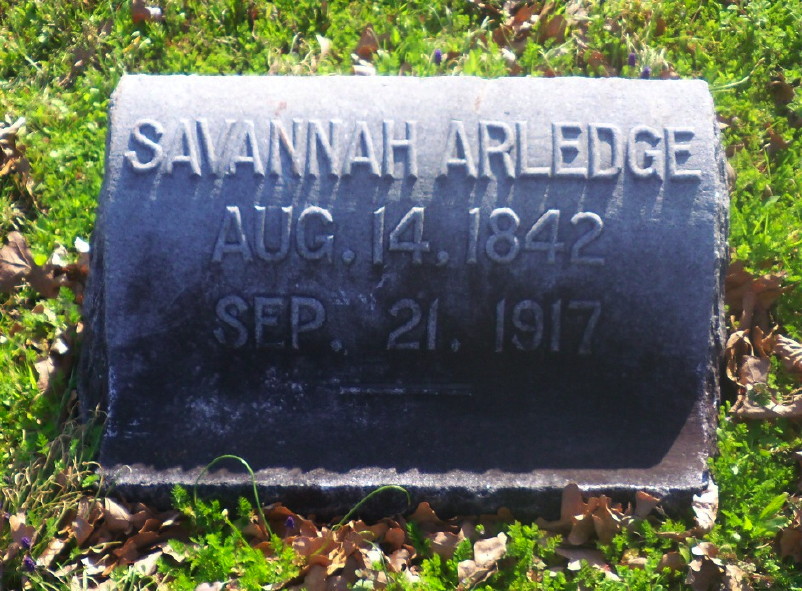 SAVANNAH ARLEDGE
AUG. 14. 1842
SEP. 21. 1917